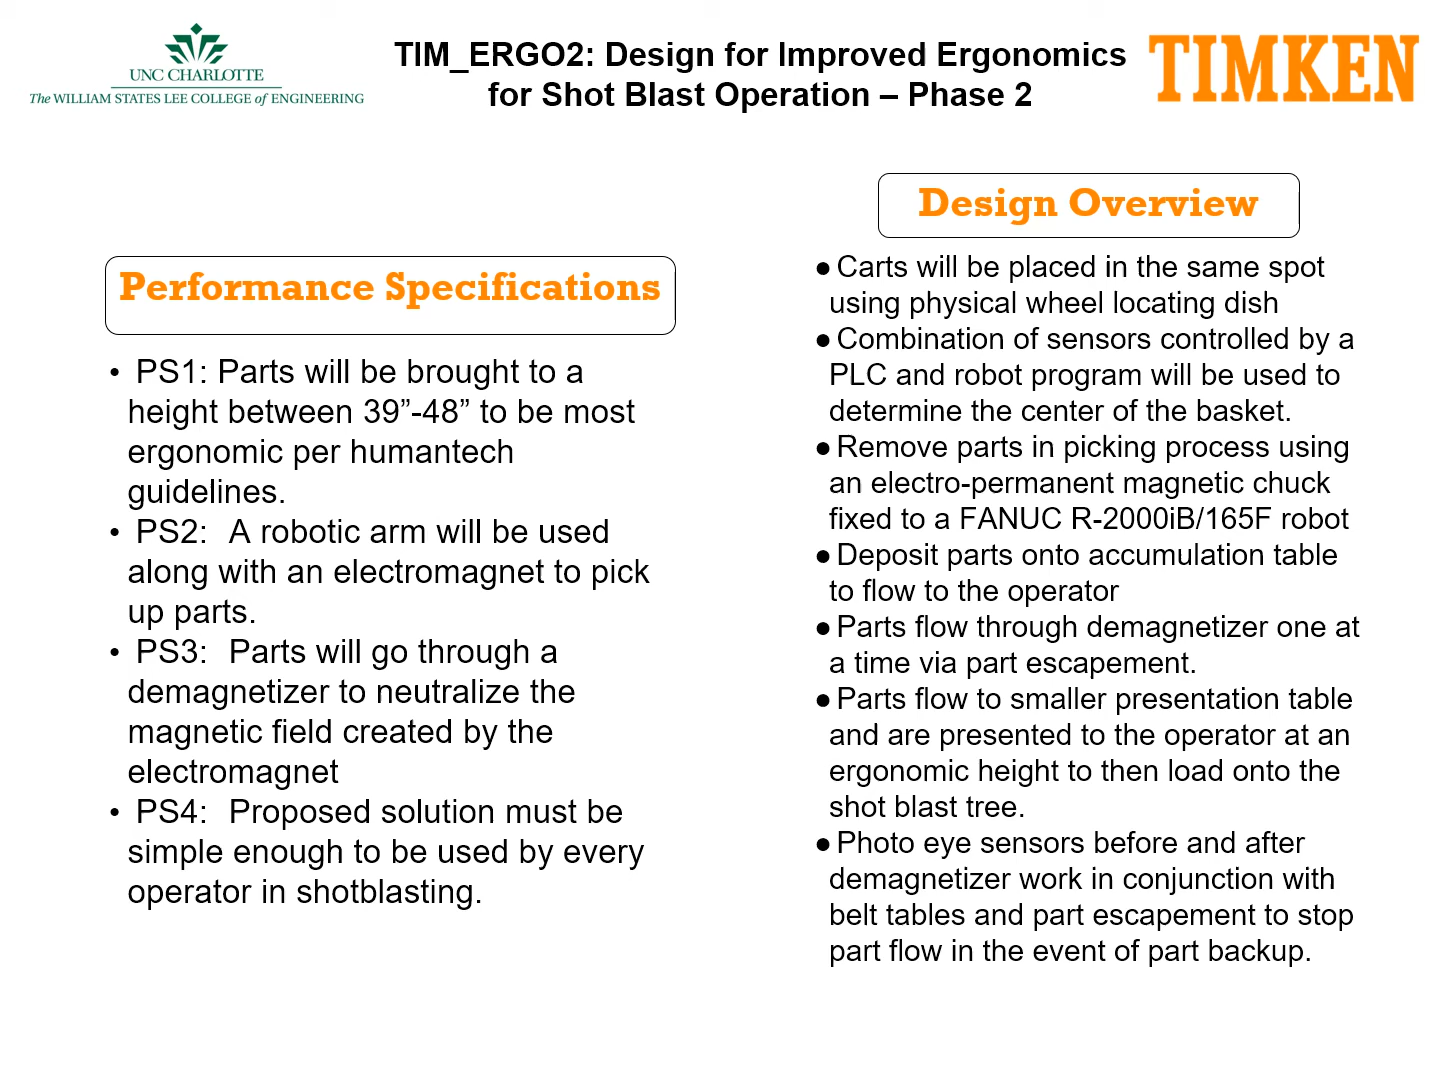 UNC CHARLOTTE
The WILLIAM STATES LEE COLLEGE of ENGINEERING
TIM_ERGO2: Design for Improved Ergonomics
for Shot Blast Operation – Phase 2
TIMKEN
Performance Specifications
• PS1: Parts will be brought to a
height between 39”-48” to be most
ergonomic per humantech
guidelines.
• PS2: A robotic arm will be used
along with an electromagnet to pick
up parts.
• PS3: Parts will go through a
demagnetizer to neutralize the
magnetic field created by the
electromagnet
• PS4: Proposed solution must be
simple enough to be used by every
operator in shotblasting.
Design Overview
●Carts will be placed in the same spot
using physical wheel locating dish
●Combination of sensors controlled by a
PLC and robot program will be used to
determine the center of the basket.
●Remove parts in picking process using
an electro-permanent magnetic chuck
fixed to a FANUC R-2000iB/165F robot
●Deposit parts onto accumulation table
to flow to the operator
●Parts flow through demagnetizer one at
a time via part escapement.
●Parts flow to smaller presentation table
and are presented to the operator at an
ergonomic height to then load onto the
shot blast tree.
●Photo eye sensors before and after
demagnetizer work in conjunction with
belt tables and part escapement to stop
part flow in the event of part backup.